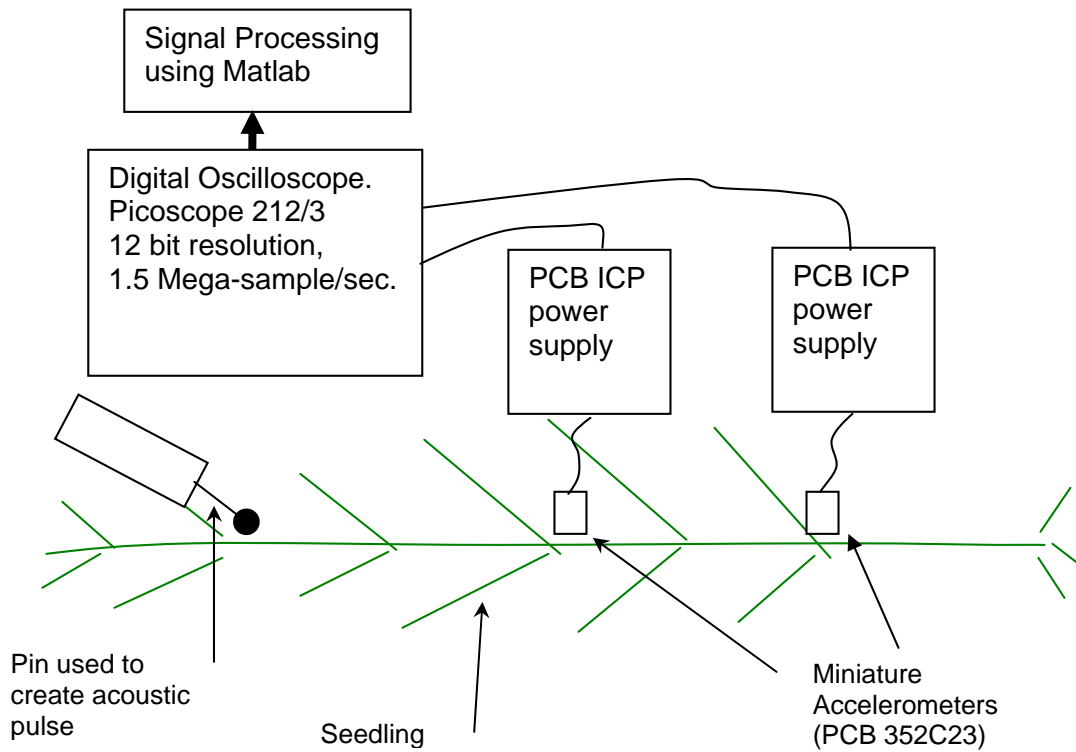 Signal Processing
using Matlab
Digital Oscilloscope.
Picoscope 212/3
12 bit resolution,
1.5 Mega-sample/sec.
PCB ICP
power
supply
PCB ICP
power
supply
Pin used to
create acoustic
pulse
Seedling
Miniature
Accelerometers
(PCB 352C23)